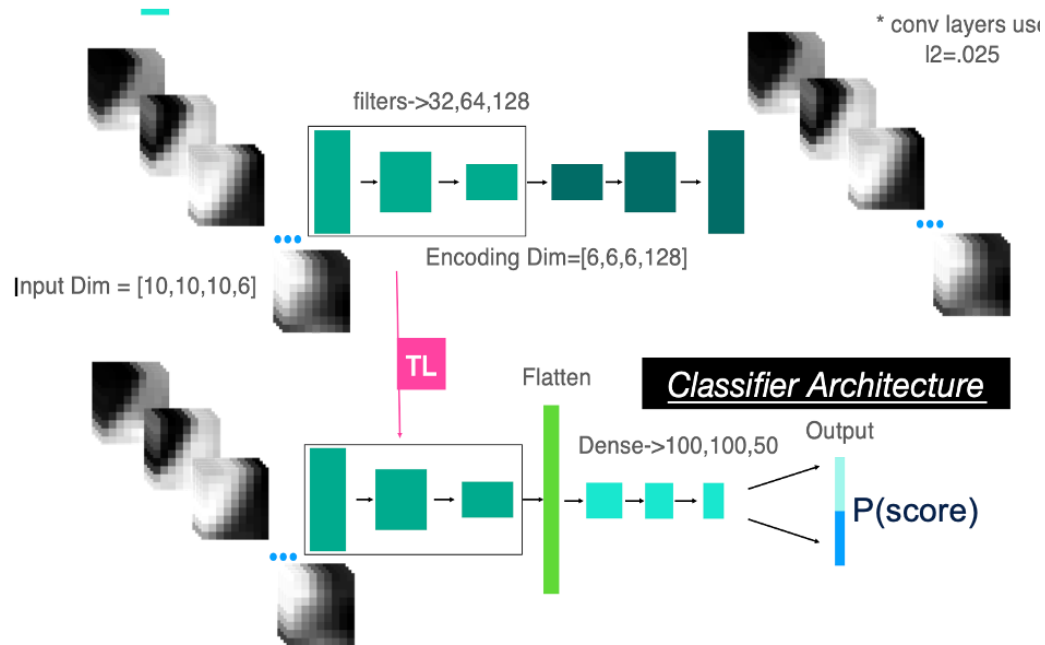 * conv layers use
l2=.025
filters->32,64,128
Encoding Dim=[6,6,6,128]
Input Dim = [10,10,10,6]
TL
Flatten
Classifier Architecture
Dense->100,100,50
Output
P(score)